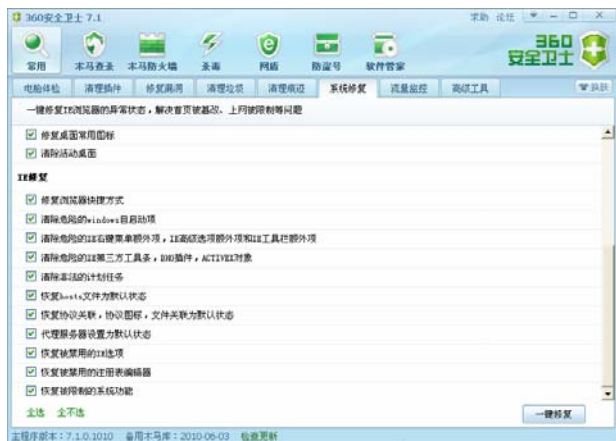 360安全卫士 7.1
求助 论坛
常用 木马查杀 木马防火墙 杀毒 网盾 防盗号 软件管家
360
安全卫士
电脑体检 清理插件 修复漏洞 清理垃圾 清理痕迹 系统修复 流量监控 高级工具 换肤
一键修复IE浏览器的异常状态，解决首页被篡改、上网被限制等问题
修复桌面常用图标
清除活动桌面
IE修复
修复浏览器快捷方式
清除危险的windows自启动项
清除危险的IE右键菜单额外项，IE高级选项额外项和IE工具栏额外项
清除危险的IE第三方工具条，BHO插件，ACTIVEX对象
清除非法的计划任务
恢复hosts文件为默认状态
恢复协议关联，协议图标，文件关联为默认状态
代理服务器设置为默认状态
恢复被禁用的IE选项
恢复被禁用的注册表编辑器
恢复被限制的系统功能
全选 全不选
一键修复
主程序版本：7.1.0.1010 备用木马库：2010-06-03 检查更新